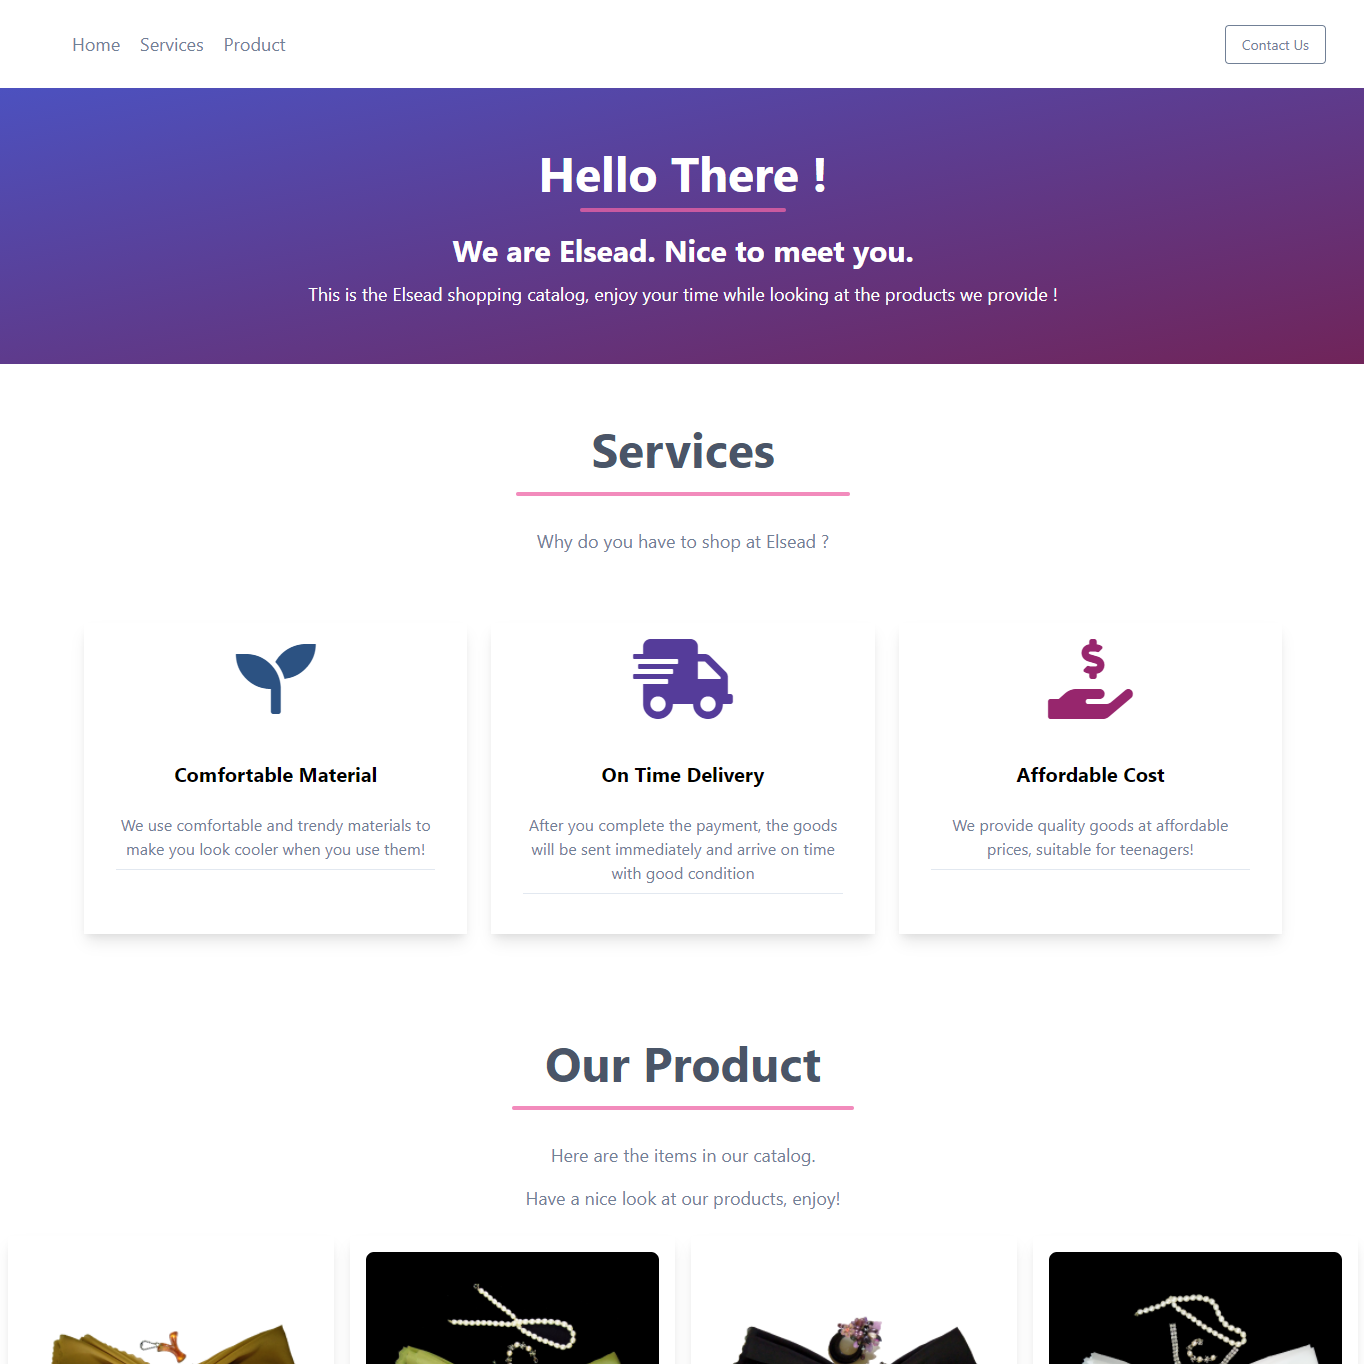 Home Services Product
Contact Us
Hello There !
We are Elsead. Nice to meet you.
This is the Elsead shopping catalog, enjoy your time while looking at the products we provide !
Services
Why do you have to shop at Elsead ?
Comfortable Material
We use comfortable and trendy materials to
make you look cooler when you use them!
On Time Delivery
After you complete the payment, the goods
will be sent immediately and arrive on time
with good condition
Affordable Cost
We provide quality goods at affordable
prices, suitable for teenagers!
Our Product
Here are the items in our catalog.
Have a nice look at our products, enjoy!